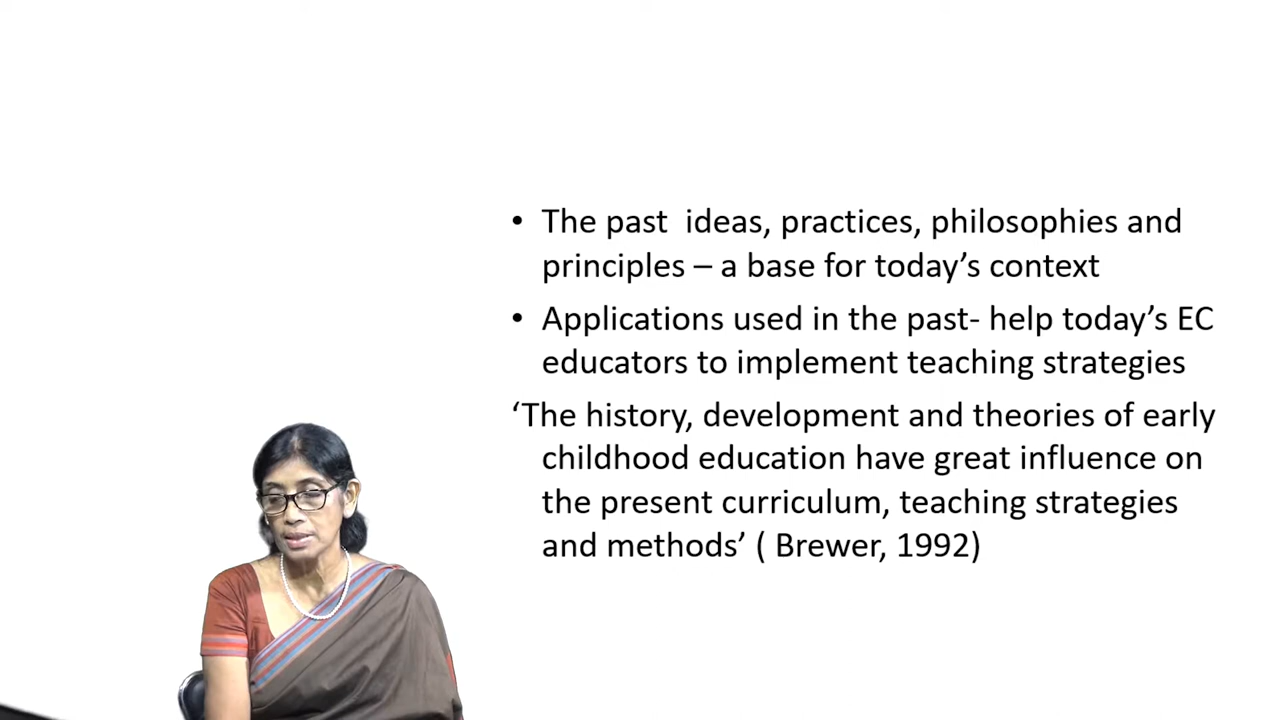 • The past  ideas, practices, philosophies and
principles – a base for today’s context
• Applications used in the past- help today’s EC
educators to implement teaching strategies
‘The history, development and theories of early
childhood education have great influence on
the present curriculum, teaching strategies
and methods’ ( Brewer, 1992)